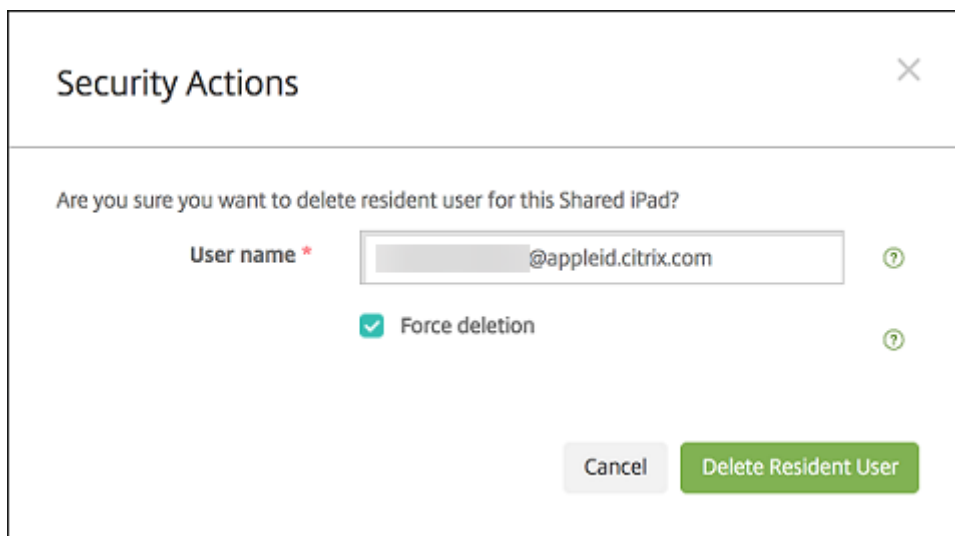 Security Actions
Are you sure you want to delete resident user for this Shared iPad?
User name * @appleid.citrix.com
Force deletion
Cancel Delete Resident User